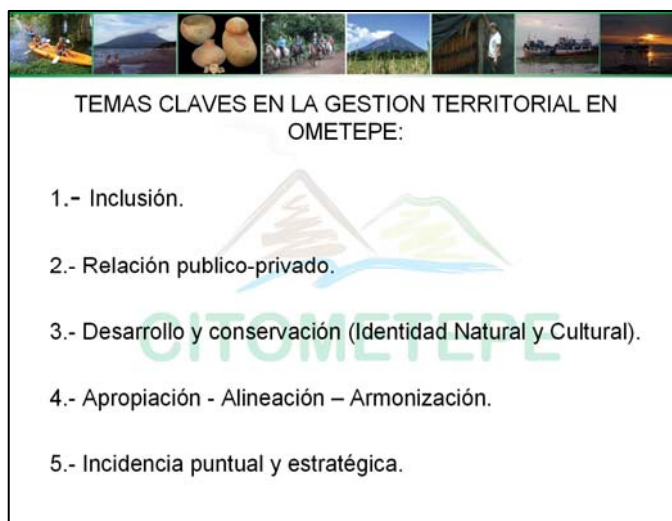 TEMAS CLAVES EN LA GESTION TERRITORIAL EN
OMETEPE:
1.- Inclusión.
2.- Relación publico-privado.
3.- Desarrollo y conservación (Identidad Natural y Cultural).
CITOMETEPE
4.- Apropiación - Alineación – Armonización.
5.- Incidencia puntual y estratégica.